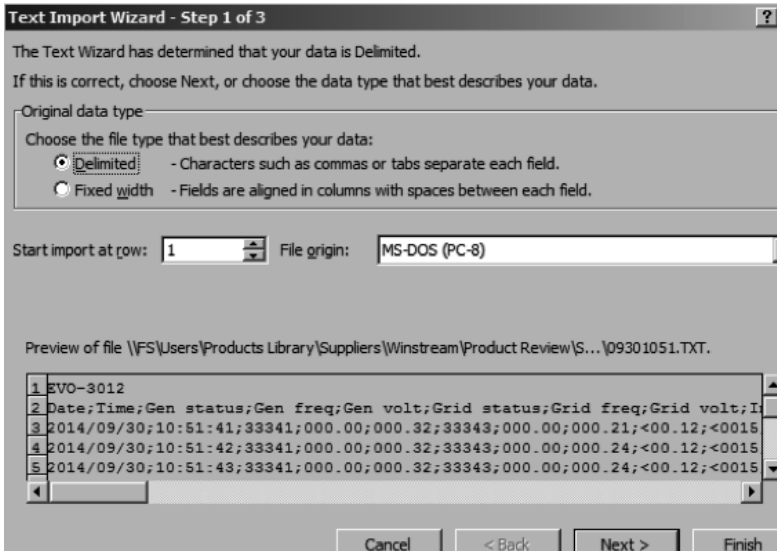 Text Import Wizard - Step 1 of 3 ?
The Text Wizard has determined that your data is Delimited.
If this is correct, choose Next, or choose the data type that best describes your data.
Original data type
Choose the file type that best describes your data:
Delimited - Characters such as commas or tabs separate each field.
Fixed width - Fields are aligned in columns with spaces between each field.
Start import at row: 1 File origin: MS-DOS (PC-8)
Preview of file \\FS\Users\Products Library\Suppliers\Winstream\Product Review\S...\09301051.TXT.
1 EVO-3012
2 Date;Time;Gen status;Gen freq;Gen volt;Grid status;Grid freq;Grid volt;
3 2014/09/30;10:51:41;33341;000.00;000.32;33343;000.00;000.21;<00.12;<0015
4 2014/09/30;10:51:42;33341;000.00;000.32;33343;000.00;000.24;<00.12;<0015
5 2014/09/30;10:51:43;33341;000.00;000.32;33343;000.00;000.24;<00.12;<0015
Cancel < Back Next > Finish